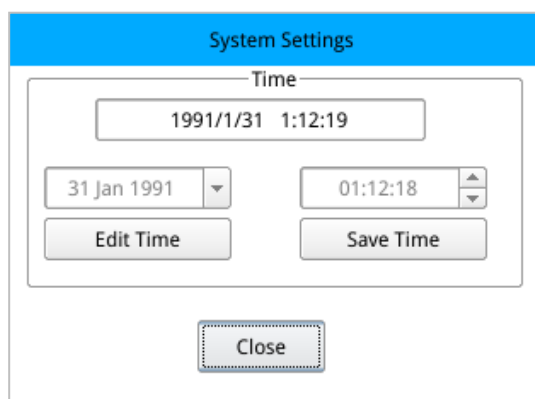 System Settings
Time
1991/1/31 1:12:19
31 Jan 1991
01:12:18
Edit Time
Save Time
Close